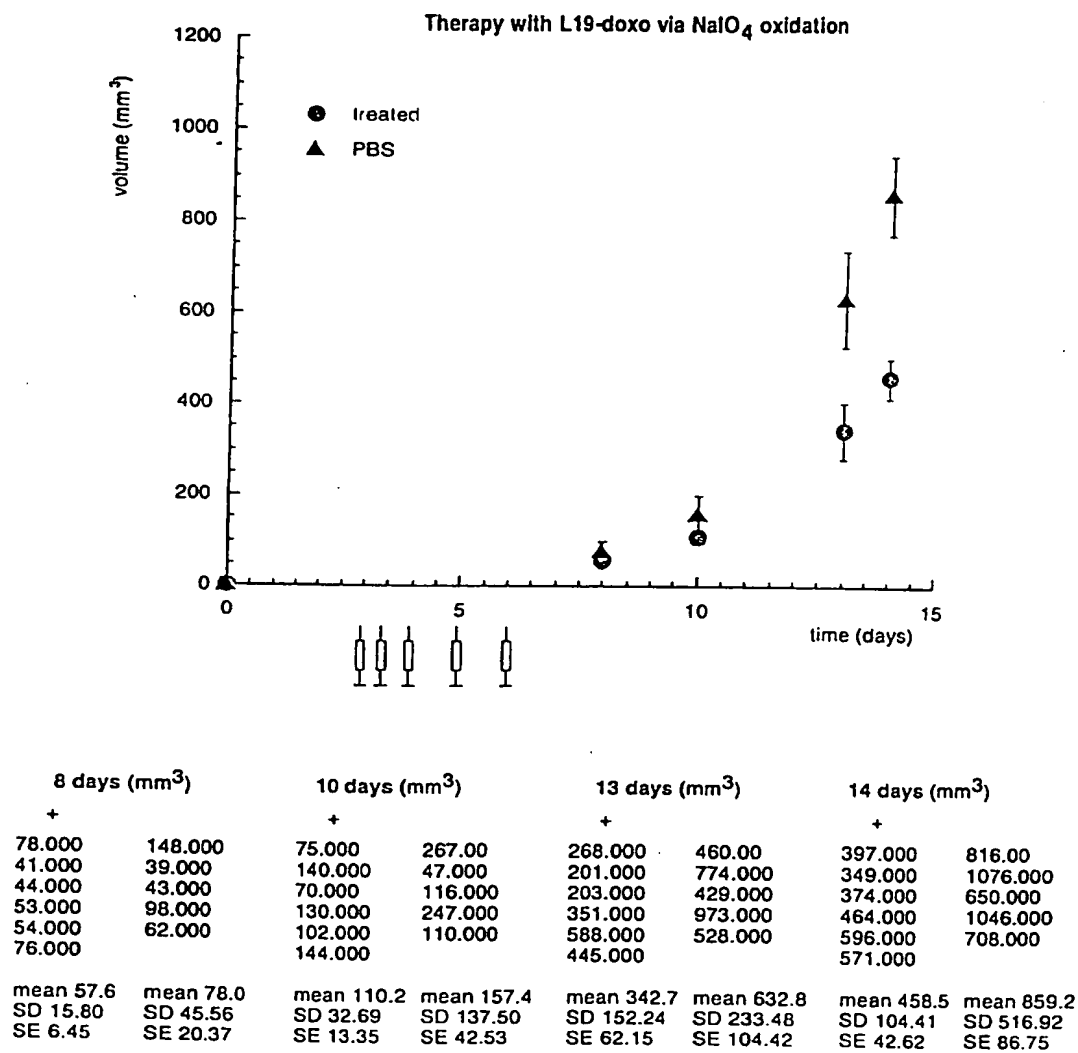 Therapy with L19-doxo via NaIO4 oxidation
1200
1000
800
600
400
200
0
volume (mm3)
treated
PBS
0 5 10 15
time (days)
8 days (mm3) 10 days (mm3) 13 days (mm3) 14 days (mm3)
+ + + +
78.000 148.000 75.000 267.00 268.000 460.00 397.000 816.00
41.000 39.000 140.000 47.000 201.000 774.000 349.000 1076.000
44.000 43.000 70.000 116.000 203.000 429.000 374.000 650.000
53.000 98.000 130.000 247.000 351.000 973.000 464.000 1046.000
54.000 62.000 102.000 110.000 588.000 528.000 596.000 708.000
76.000 144.000 445.000 571.000
mean 57.6 mean 78.0 mean 110.2 mean 157.4 mean 342.7 mean 632.8 mean 458.5 mean 859.2
SD 15.80 SD 45.56 SD 32.69 SD 137.50 SD 152.24 SD 233.48 SD 104.41 SD 516.92
SE 6.45 SE 20.37 SE 13.35 SE 42.53 SE 62.15 SE 104.42 SE 42.62 SE 86.75